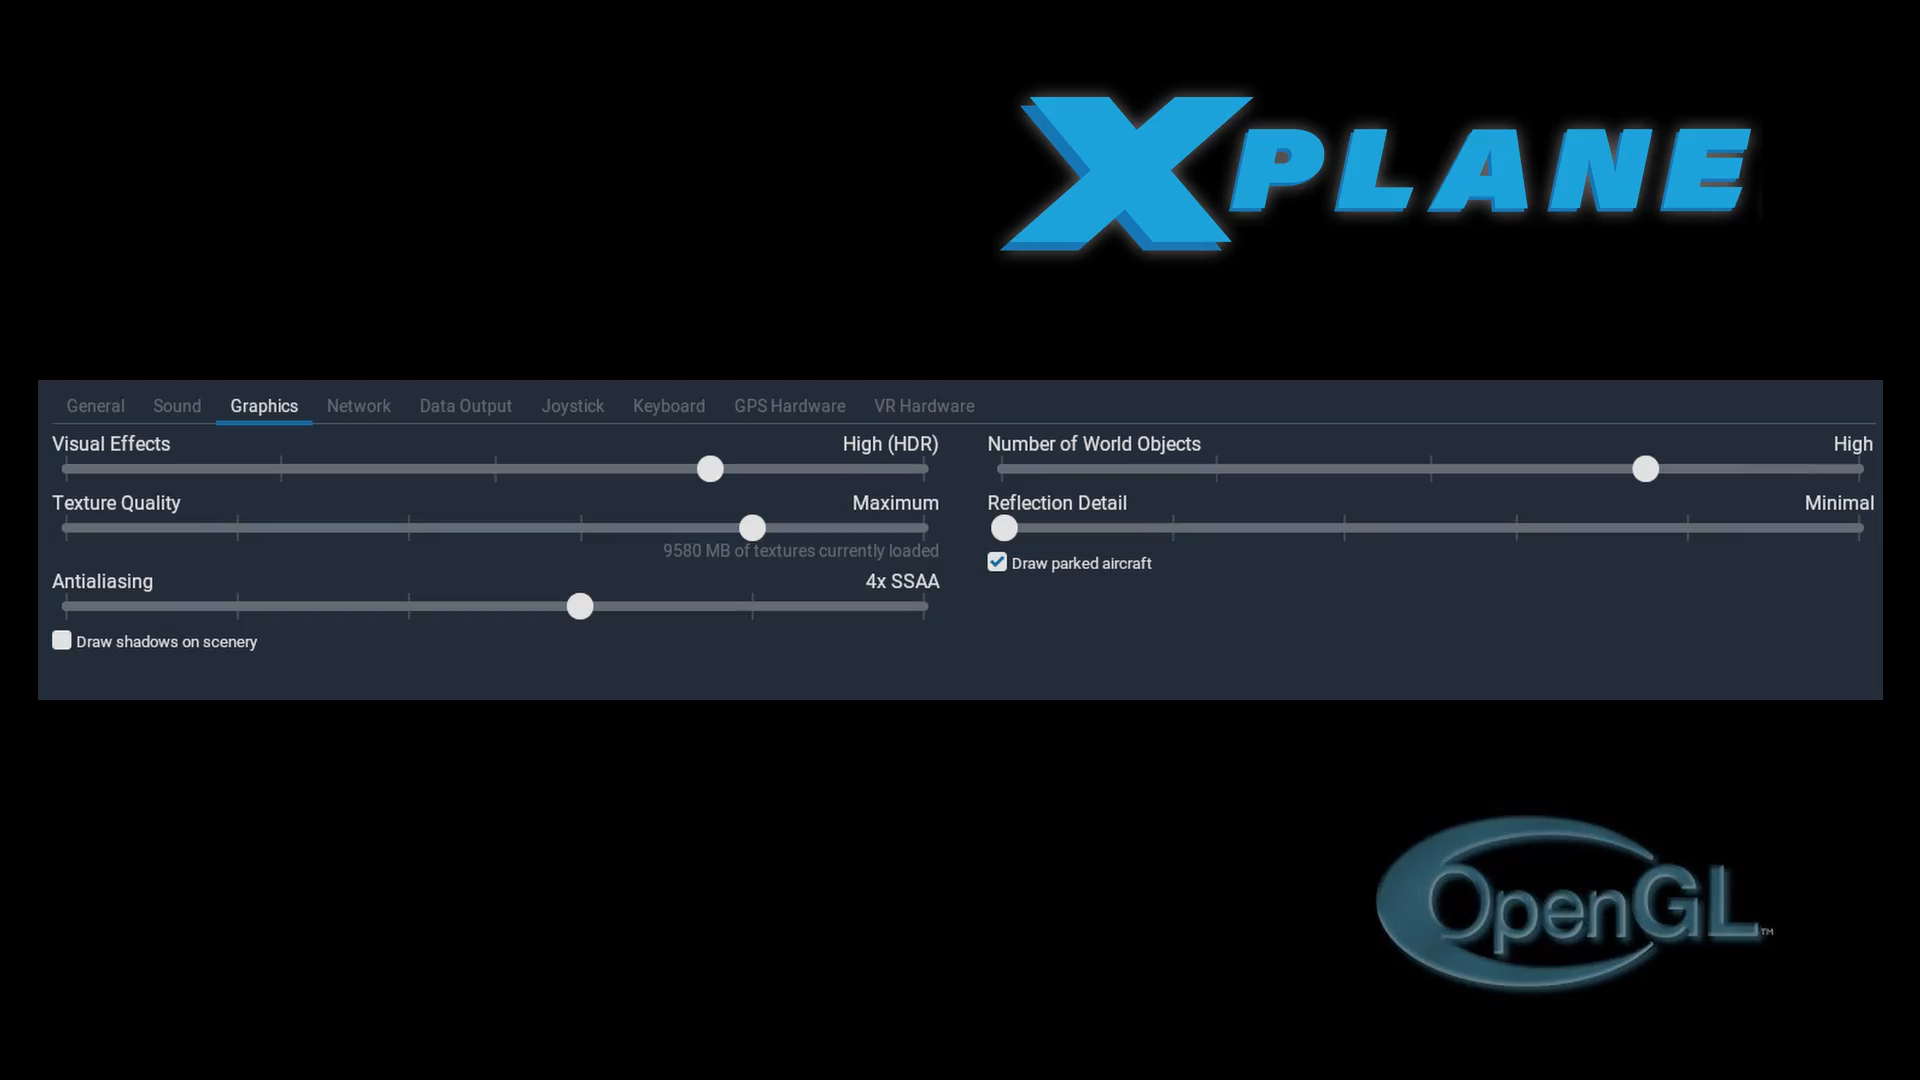 X PLANE
General Sound Graphics Network Data Output Joystick Keyboard GPS Hardware VR Hardware
Visual Effects High (HDR)
Texture Quality Maximum
9580 MB of textures currently loaded
Antialiasing 4x SSAA
Draw shadows on scenery
Number of World Objects High
Reflection Detail Minimal
Draw parked aircraft
OpenGL™